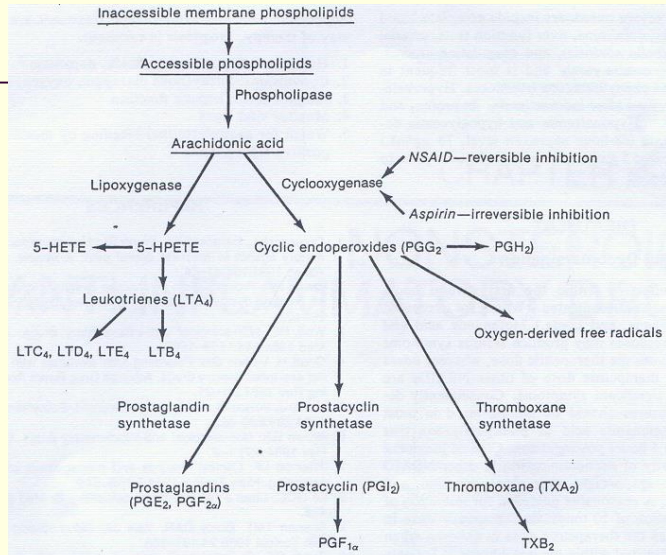 Inaccessible membrane phospholipids
Accessible phospholipids
Phospholipase
Arachidonic acid
Lipoxygenase
Cyclooxygenase
NSAID—reversible inhibition
Aspirin—irreversible inhibition
5-HETE
5-HPETE
Cyclic endoperoxides (PGG₂
PGH₂)
Leukotrienes (LTA₄)
Oxygen-derived free radicals
LTC₄, LTD₄, LTE₄
LTB₄
Prostaglandin
synthetase
Prostacyclin
synthetase
Thromboxane
synthetase
Prostaglandins
(PGE₂, PGF₂α)
Prostacyclin (PGI₂)
Thromboxane (TXA₂)
PGF₁α
TXB₂